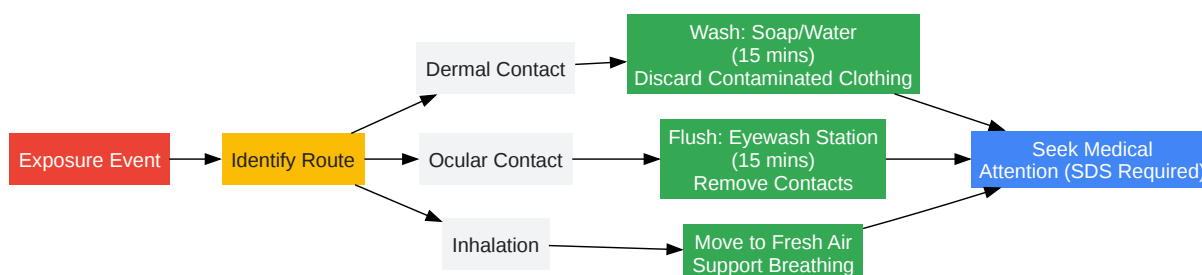 Exposure Event
Identify Route
Dermal Contact
Wash: Soap/Water
(15 mins)
Discard Contaminated Clothing
Ocular Contact
Flush: Eyewash Station
(15 mins)
Remove Contacts
Inhalation
Move to Fresh Air
Support Breathing
Seek Medical
Attention (SDS Required)